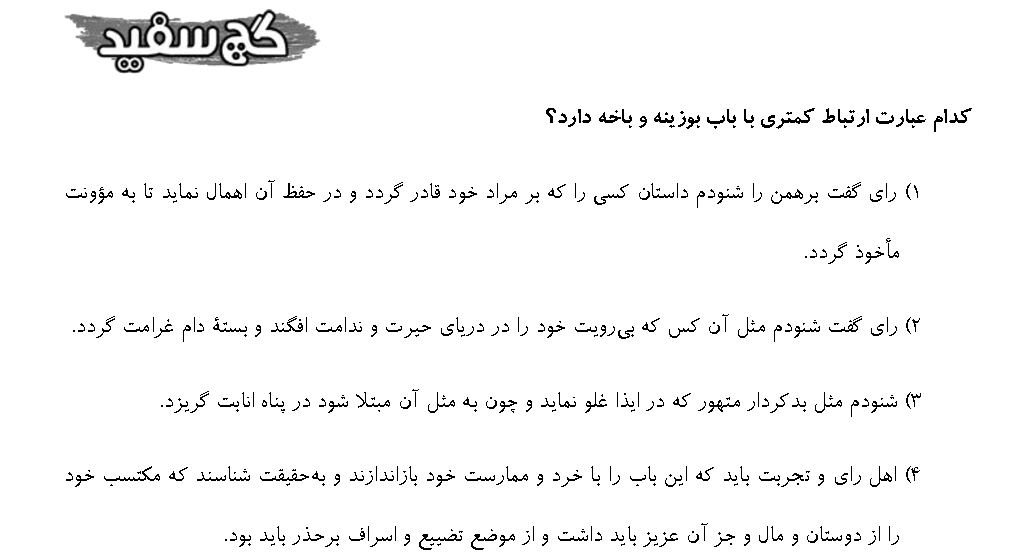 گچ سفید
کدام عبارت ارتباط کمتری با باب بوزینه و باخه دارد؟
۱) رای گفت برهمن را شنودم داستان کسی را که بر مراد خود قادر گردد و در حفظ آن اهمال نماید تا به مؤونت
مأخوذ گردد.
۲) رای گفت شنودم مثل آن کس که بی‌رویت خود را در دریای حیرت و ندامت افگند و بستۀ دام غرامت گردد.
۳) شنودم مثل بدکردار متهور که در ایذا غلو نماید و چون به مثل آن مبتلا شود در پناه انابت گریزد.
۴) اهل رای و تجربت باید که این باب را با خرد و ممارست خود بازاندازند و به‌حقیقت شناسند که مکتسب خود
را از دوستان و مال و جز آن عزیز باید داشت و از موضع تضییع و اسراف برحذر باید بود.